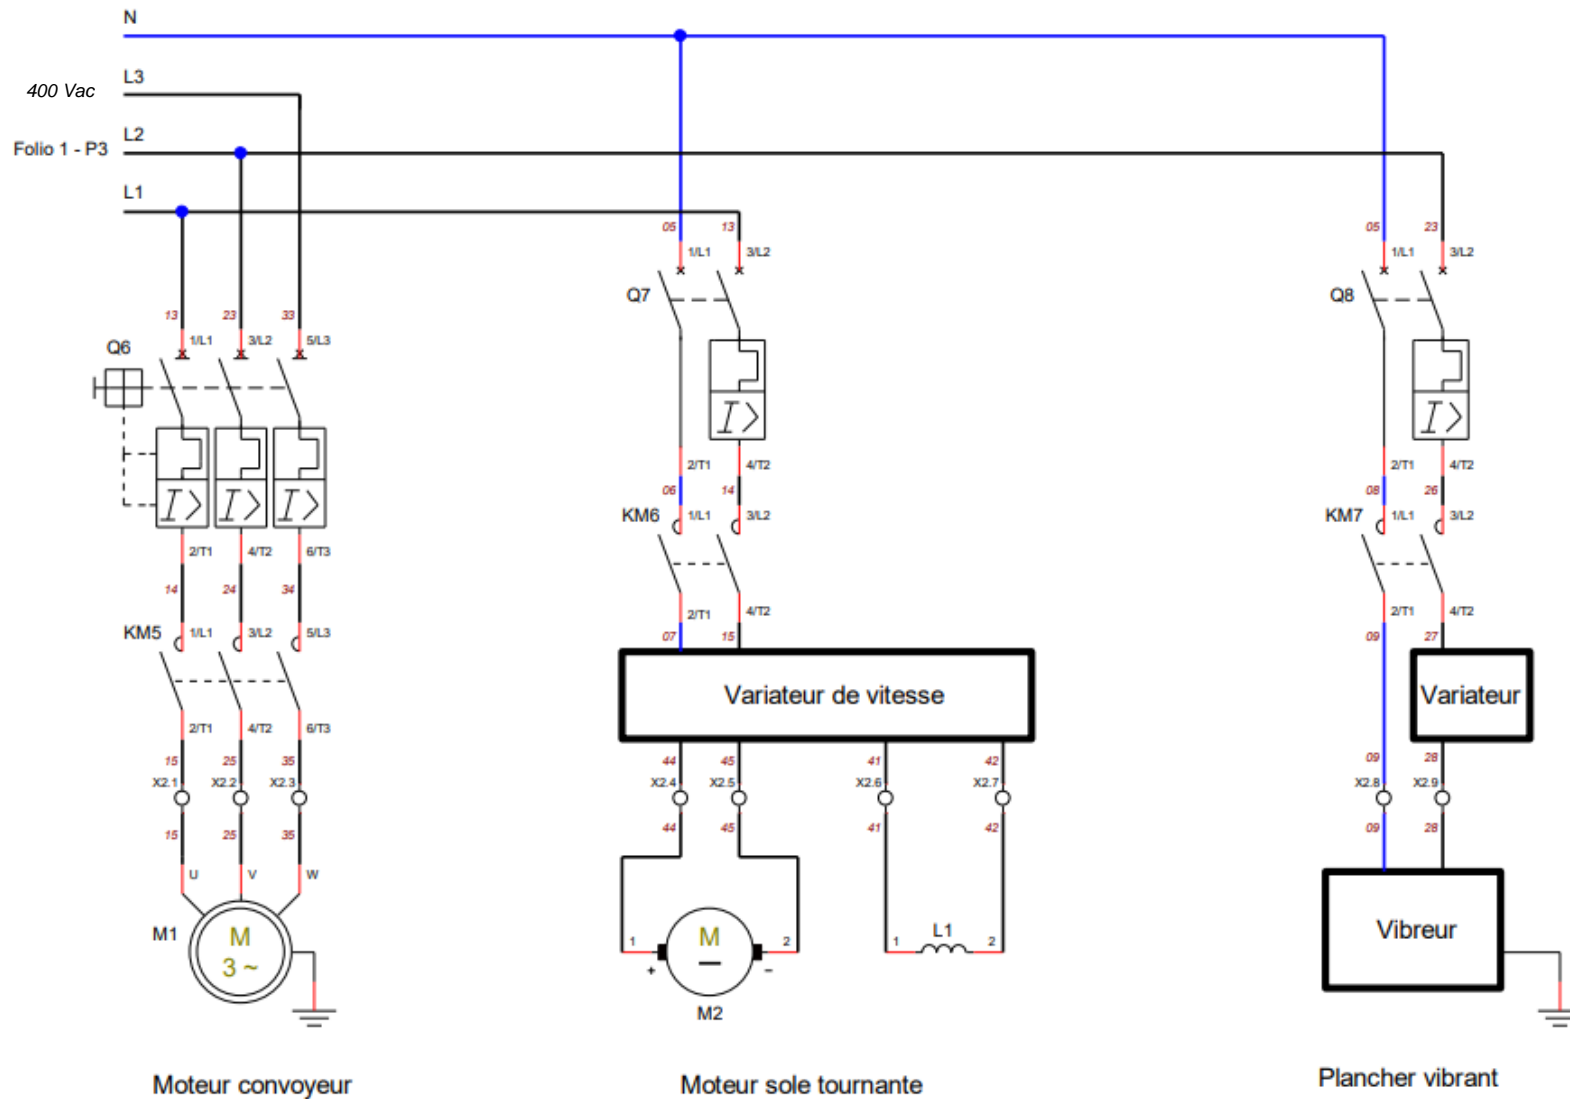 N
L3
400 Vac
L2
Folio 1 - P3
L1
05 13 05 23
1/L1 3/L2 1/L1 3/L2
Q7 Q8
13 23 33
1/L1 3/L2 5/L3
Q6
I> I>
I> I> I>
2/T1 4/T2 2/T1 4/T2
06 14 08 26
KM6 1/L1 3/L2 KM7 1/L1 3/L2
2/T1 4/T2 6/T3
14 24 34
2/T1 4/T2 2/T1 4/T2
KM5 1/L1 3/L2 5/L3
07 15 09 27
Variateur de vitesse Variateur
2/T1 4/T2 6/T3
15 25 35 44 45 41 42 09 28
X2.1 X2.2 X2.3 X2.4 X2.5 X2.6 X2.7 X2.8 X2.9
15 25 35 44 45 41 42 09 28
U V W
M1 M 3 ~
1 M 2 1 L1 2
+ −
M2
Vibreur
Moteur convoyeur Moteur sole tournante Plancher vibrant